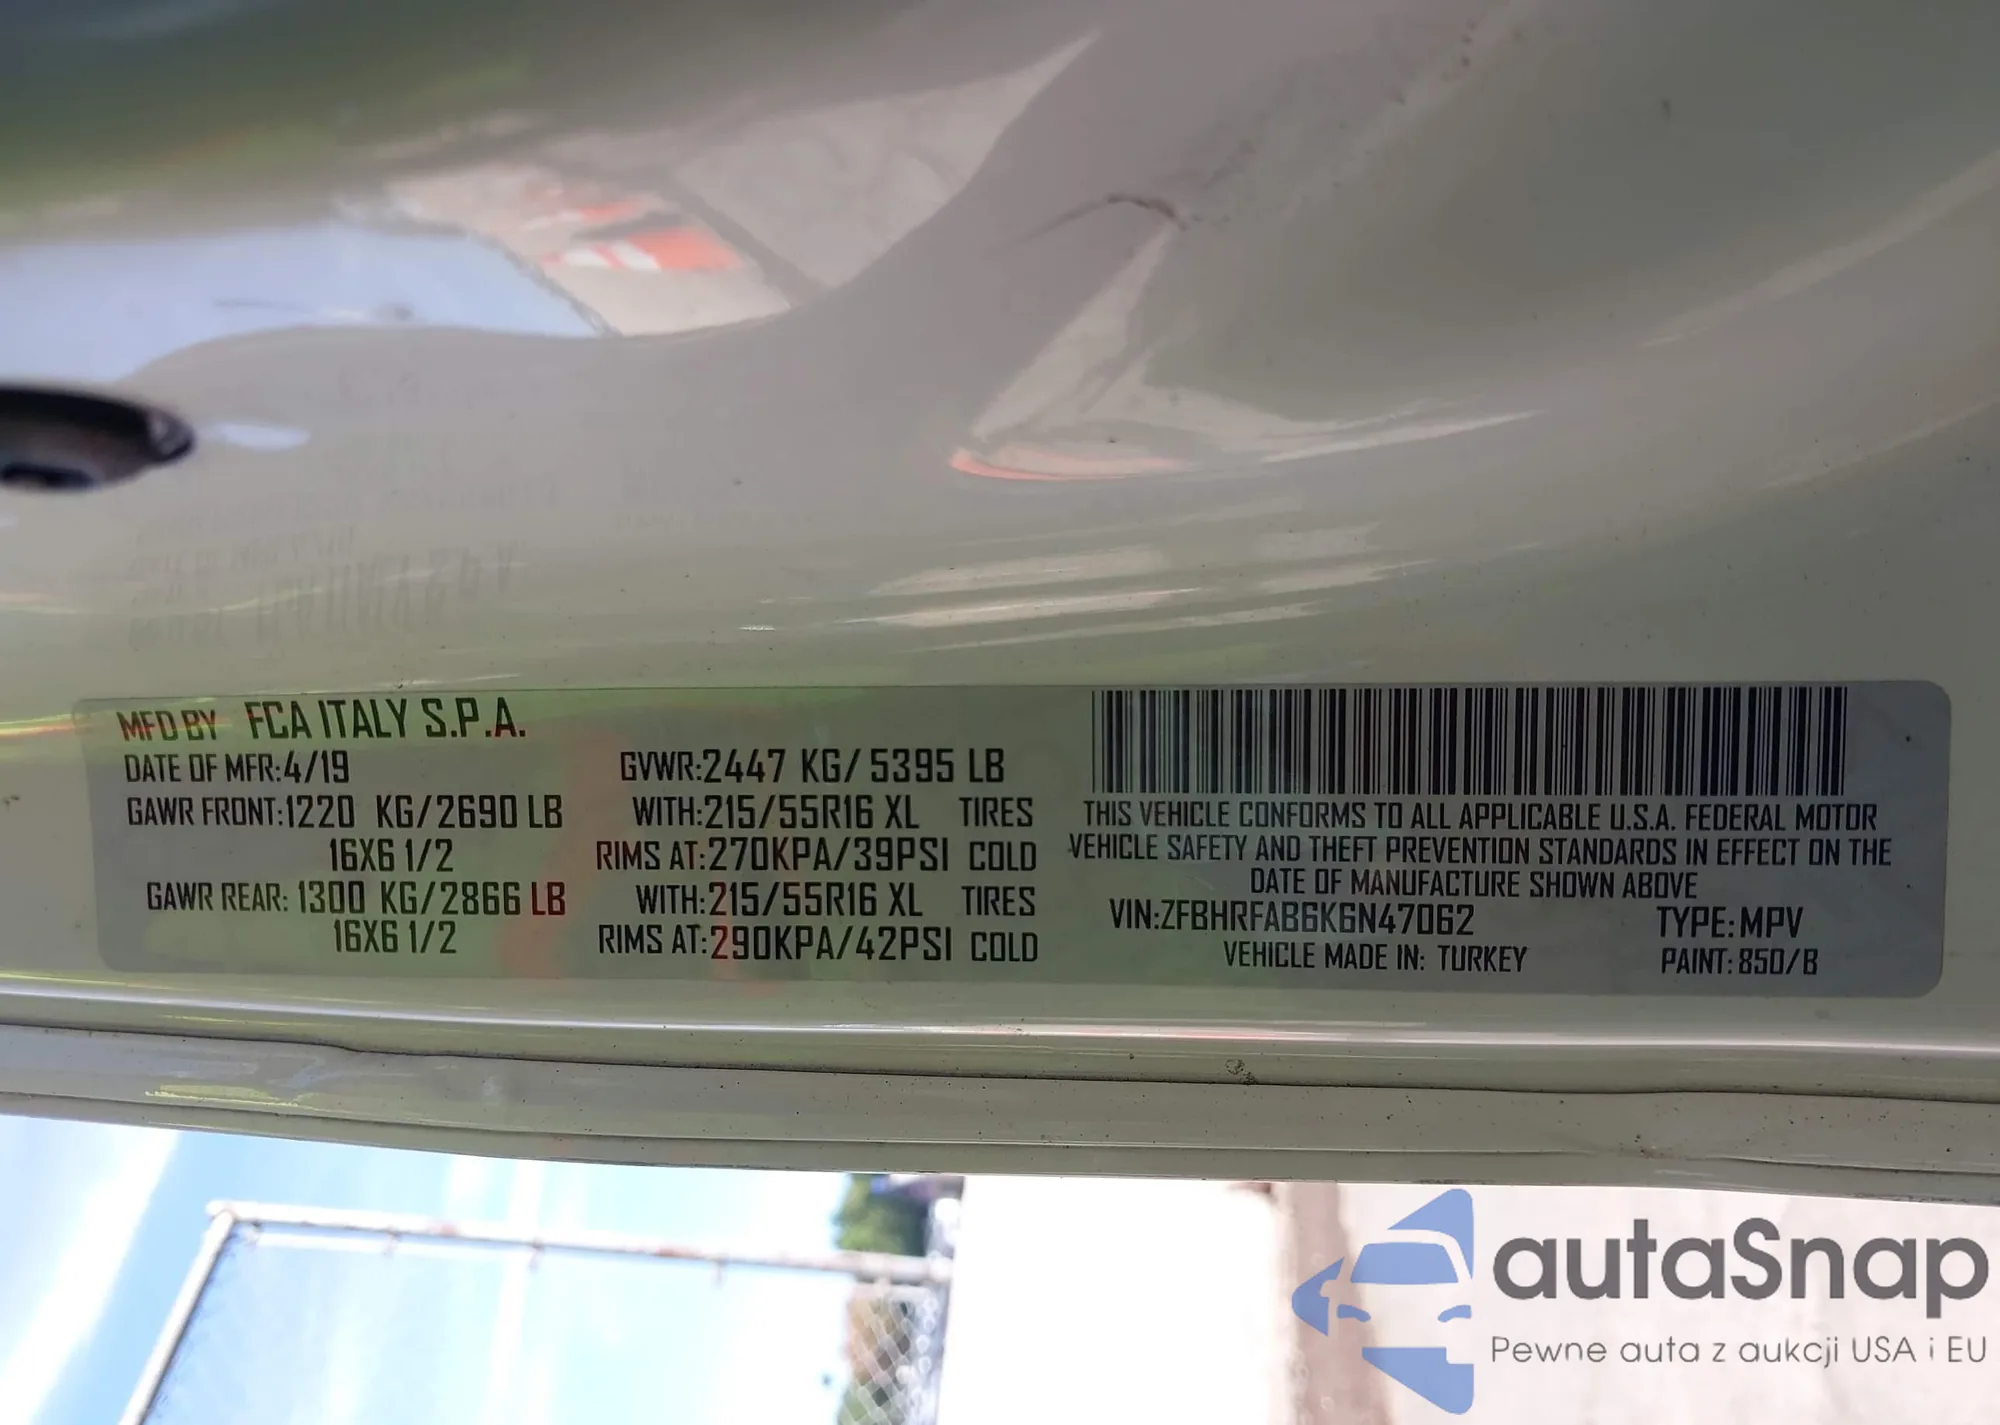 MFD BY FCA ITALY S.P.A.
DATE OF MFR:4/19 GVWR:2447 KG/ 5395 LB
GAWR FRONT:1220 KG/2690 LB WITH:215/55R16 XL TIRES
16X6 1/2 RIMS AT:270KPA/39PSI COLD
GAWR REAR: 1300 KG/2866 LB WITH:215/55R16 XL TIRES
16X6 1/2 RIMS AT:290KPA/42PSI COLD
THIS VEHICLE CONFORMS TO ALL APPLICABLE U.S.A. FEDERAL MOTOR
VEHICLE SAFETY AND THEFT PREVENTION STANDARDS IN EFFECT ON THE
DATE OF MANUFACTURE SHOWN ABOVE
VIN:ZFBHRFAB6K6N47062 TYPE:MPV
VEHICLE MADE IN: TURKEY PAINT:850/B
autaSnap
Pewne auta z aukcji USA i EU